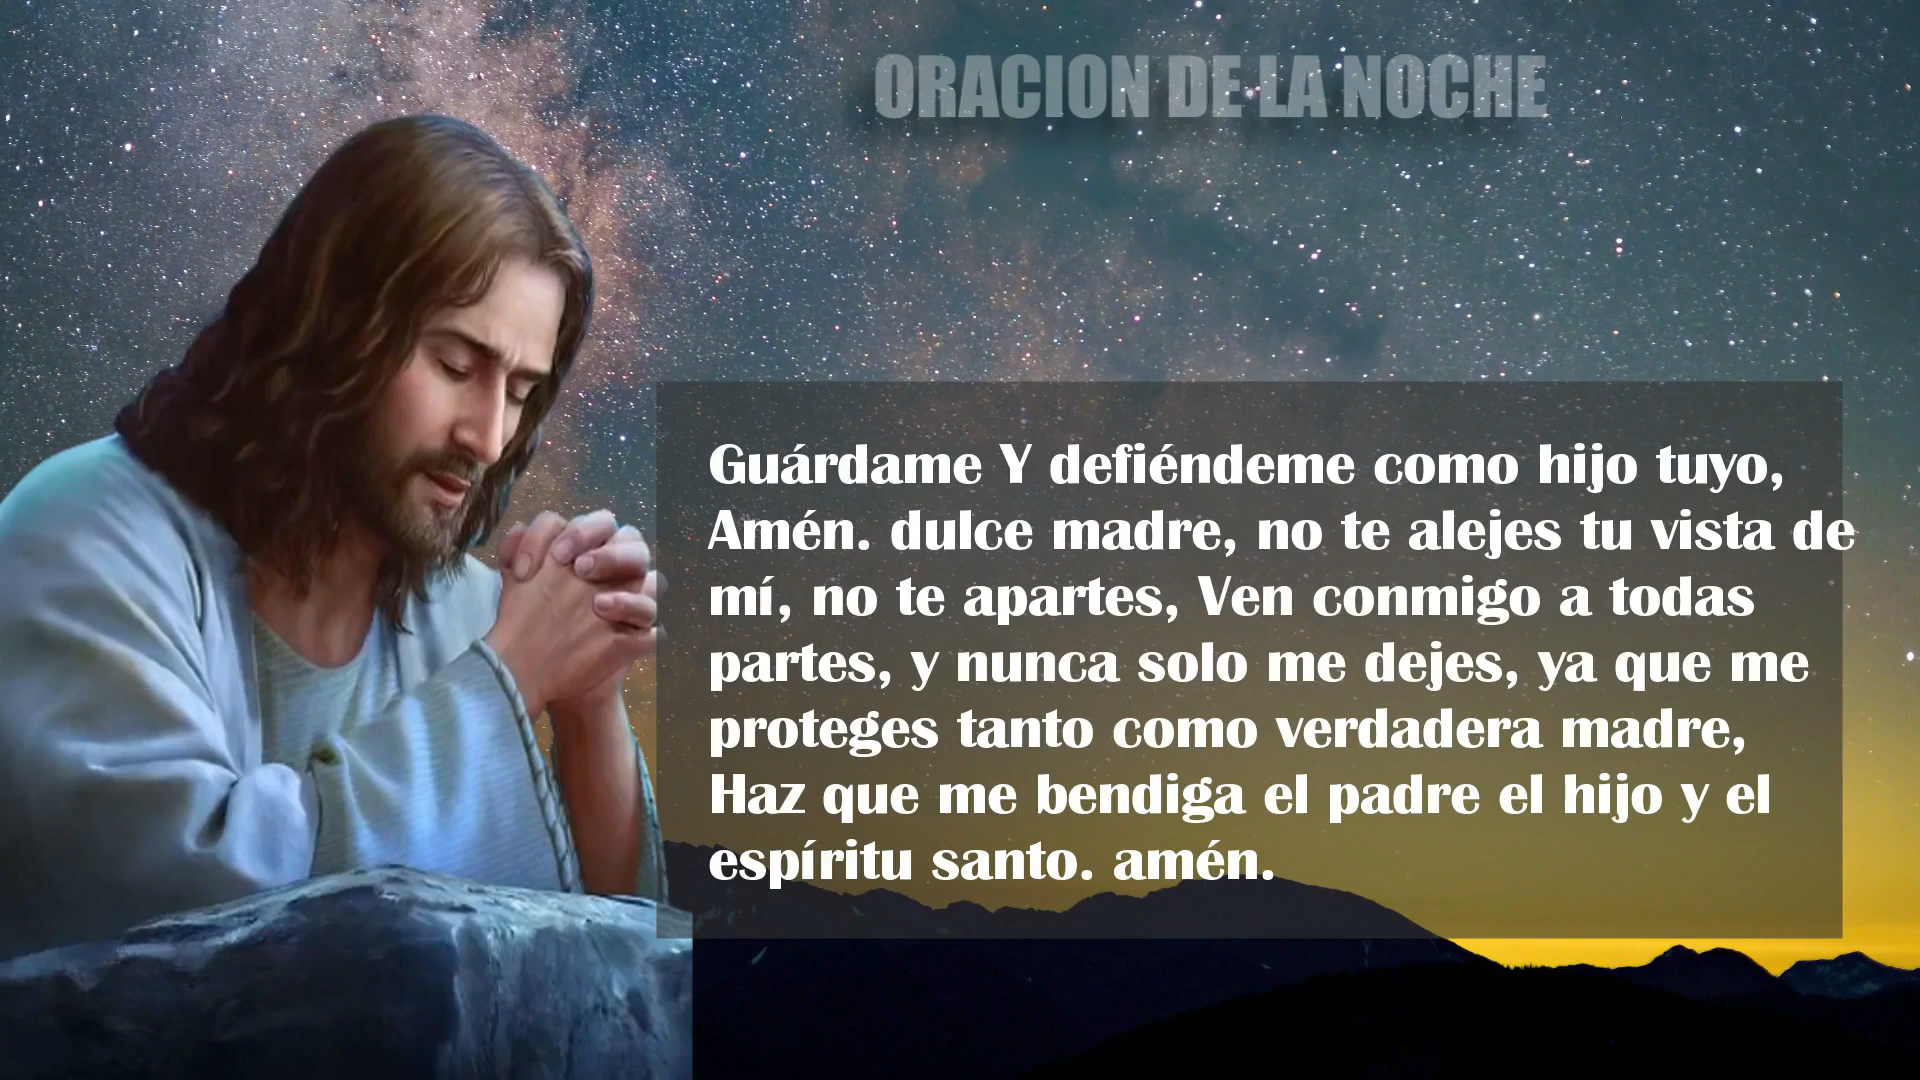 ORACION DE LA NOCHE
Guárdame Y defiéndeme como hijo tuyo,
Amén. dulce madre, no te alejes tu vista de
mí, no te apartes, Ven conmigo a todas
partes, y nunca solo me dejes, ya que me
proteges tanto como verdadera madre,
Haz que me bendiga el padre el hijo y el
espíritu santo. amén.